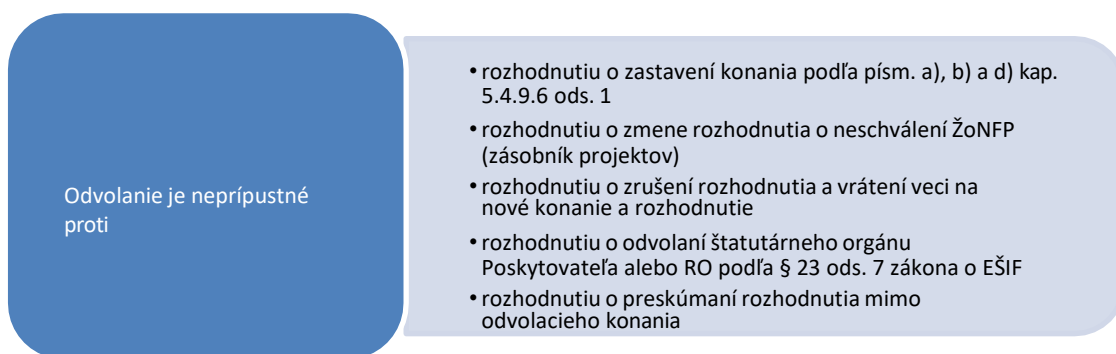 Odvolanie je neprípustné
proti
• rozhodnutiu o zastavení konania podľa písm. a), b) a d) kap.
5.4.9.6 ods. 1
• rozhodnutiu o zmene rozhodnutia o neschválení ŽoNFP
(zásobník projektov)
• rozhodnutiu o zrušení rozhodnutia a vrátení veci na
nové konanie a rozhodnutie
• rozhodnutiu o odvolaní štatutárneho orgánu
Poskytovateľa alebo RO podľa § 23 ods. 7 zákona o EŠIF
• rozhodnutiu o preskúmaní rozhodnutia mimo
odvolacieho konania